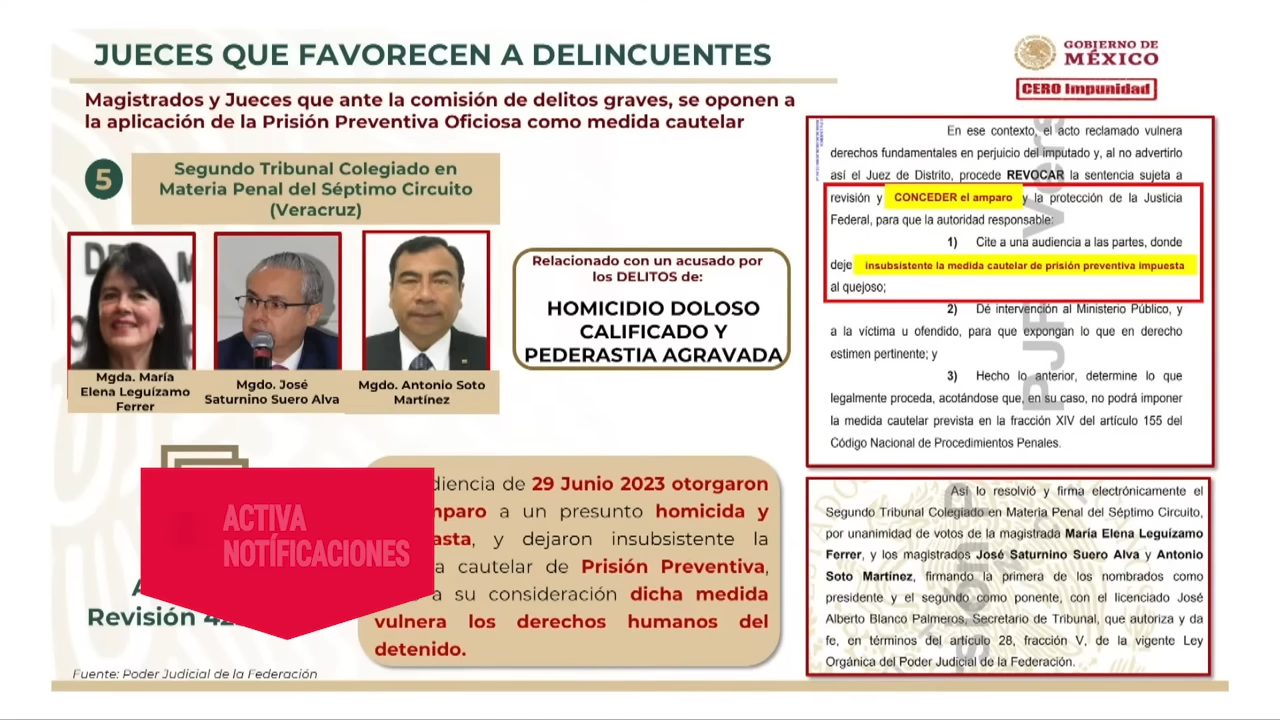 JUECES QUE FAVORECEN A DELINCUENTES
GOBIERNO DE
MÉXICO
CERO Impunidad
Magistrados y Jueces que ante la comisión de delitos graves, se oponen a
la aplicación de la Prisión Preventiva Oficiosa como medida cautelar
5
Segundo Tribunal Colegiado en
Materia Penal del Séptimo Circuito
(Veracruz)
Mgda. María
Elena Leguízamo
Ferrer
Mgdo. José
Saturnino Suero Alva
Mgdo. Antonio Soto
Martínez
Relacionado con un acusado por
los DELITOS de:
HOMICIDIO DOLOSO
CALIFICADO Y
PEDERASTIA AGRAVADA
En ese contexto, el acto reclamado vulnera
derechos fundamentales en perjuicio del imputado y, al no advertirlo
así el Juez de Distrito, procede REVOCAR la sentencia sujeta a
revisión y CONCEDER el amparo y la protección de la Justicia
Federal, para que la autoridad responsable:
1) Cite a una audiencia a las partes, donde
deje insubsistente la medida cautelar de prisión preventiva impuesta
al quejoso;
2) Dé intervención al Ministerio Público, y
a la víctima u ofendido, para que expongan lo que en derecho
estimen pertinente; y
3) Hecho lo anterior, determine lo que
legalmente proceda, acotándose que, en su caso, no podrá imponer
la medida cautelar prevista en la fracción XIV del artículo 155 del
Código Nacional de Procedimientos Penales.
ACTIVA
NOTÍFICACIONES
Revisión
diencia de 29 Junio 2023 otorgaron
mparo a un presunto homicida y
asta, y dejaron insubsistente la
a cautelar de Prisión Preventiva,
a su consideración dicha medida
vulnera los derechos humanos del
detenido.
Así lo resolvió y firma electrónicamente el
Segundo Tribunal Colegiado en Materia Penal del Séptimo Circuito,
por unanimidad de votos de la magistrada María Elena Leguízamo
Ferrer, y los magistrados José Saturnino Suero Alva y Antonio
Soto Martínez, firmando la primera de los nombrados como
presidente y el segundo como ponente, con el licenciado José
Alberto Blanco Palmeros, Secretario de Tribunal, que autoriza y da
fe, en términos del artículo 28, fracción V, de la vigente Ley
Orgánica del Poder Judicial de la Federación.
Fuente: Poder Judicial de la Federación